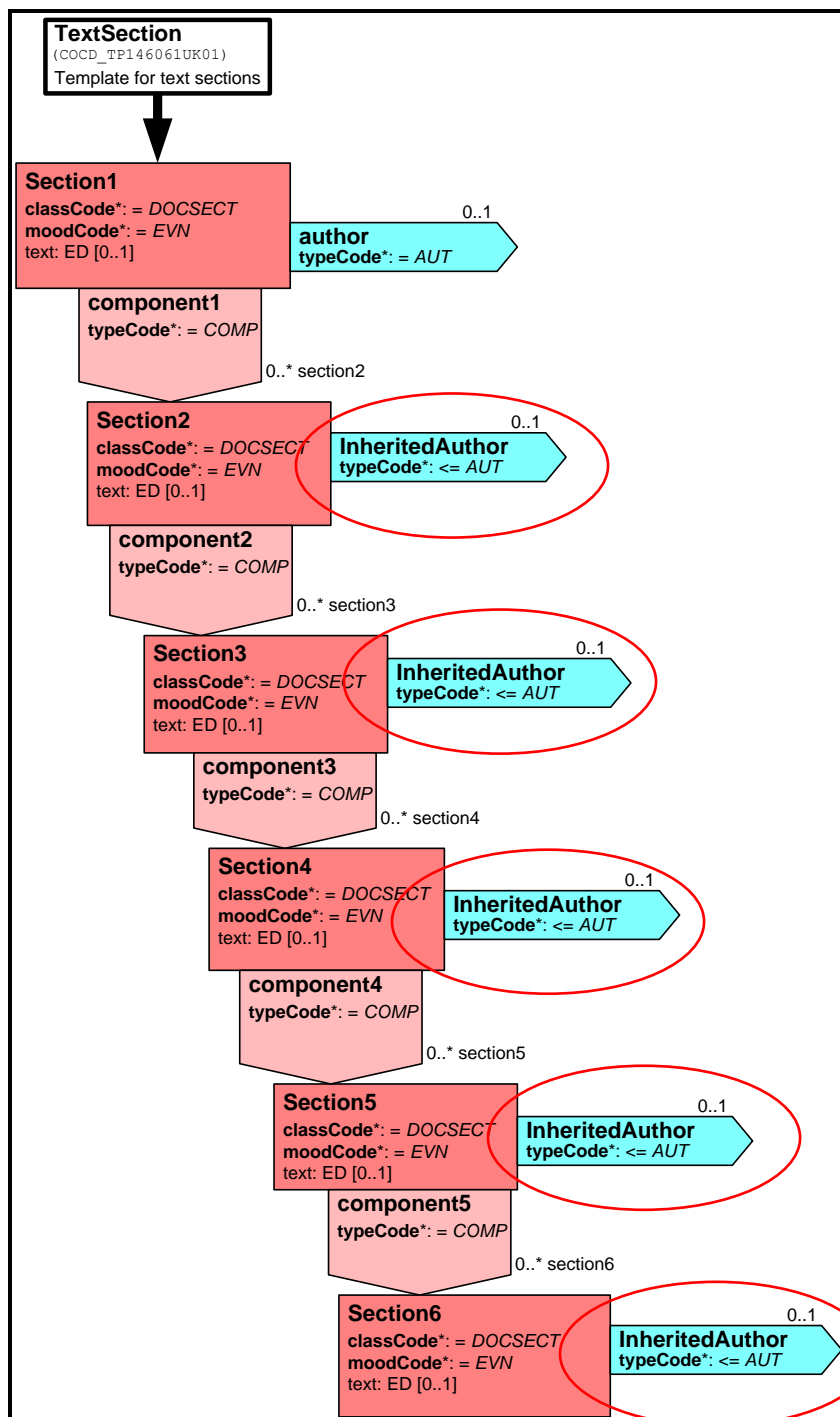 TextSection
(COCD_TP146061UK01)
Template for text sections
Section1
classCode*: = DOCSECT
moodCode*: = EVN
text: ED [0..1]
0..1
author
typeCode*: = AUT
component1
typeCode*: = COMP
0..* section2
Section2
classCode*: = DOCSECT
moodCode*: = EVN
text: ED [0..1]
0..1
InheritedAuthor
typeCode*: <= AUT
component2
typeCode*: = COMP
0..* section3
Section3
classCode*: = DOCSECT
moodCode*: = EVN
text: ED [0..1]
0..1
InheritedAuthor
typeCode*: <= AUT
component3
typeCode*: = COMP
0..* section4
Section4
classCode*: = DOCSECT
moodCode*: = EVN
text: ED [0..1]
0..1
InheritedAuthor
typeCode*: <= AUT
component4
typeCode*: = COMP
0..* section5
Section5
classCode*: = DOCSECT
moodCode*: = EVN
text: ED [0..1]
0..1
InheritedAuthor
typeCode*: <= AUT
component5
typeCode*: = COMP
0..* section6
Section6
classCode*: = DOCSECT
moodCode*: = EVN
text: ED [0..1]
0..1
InheritedAuthor
typeCode*: <= AUT